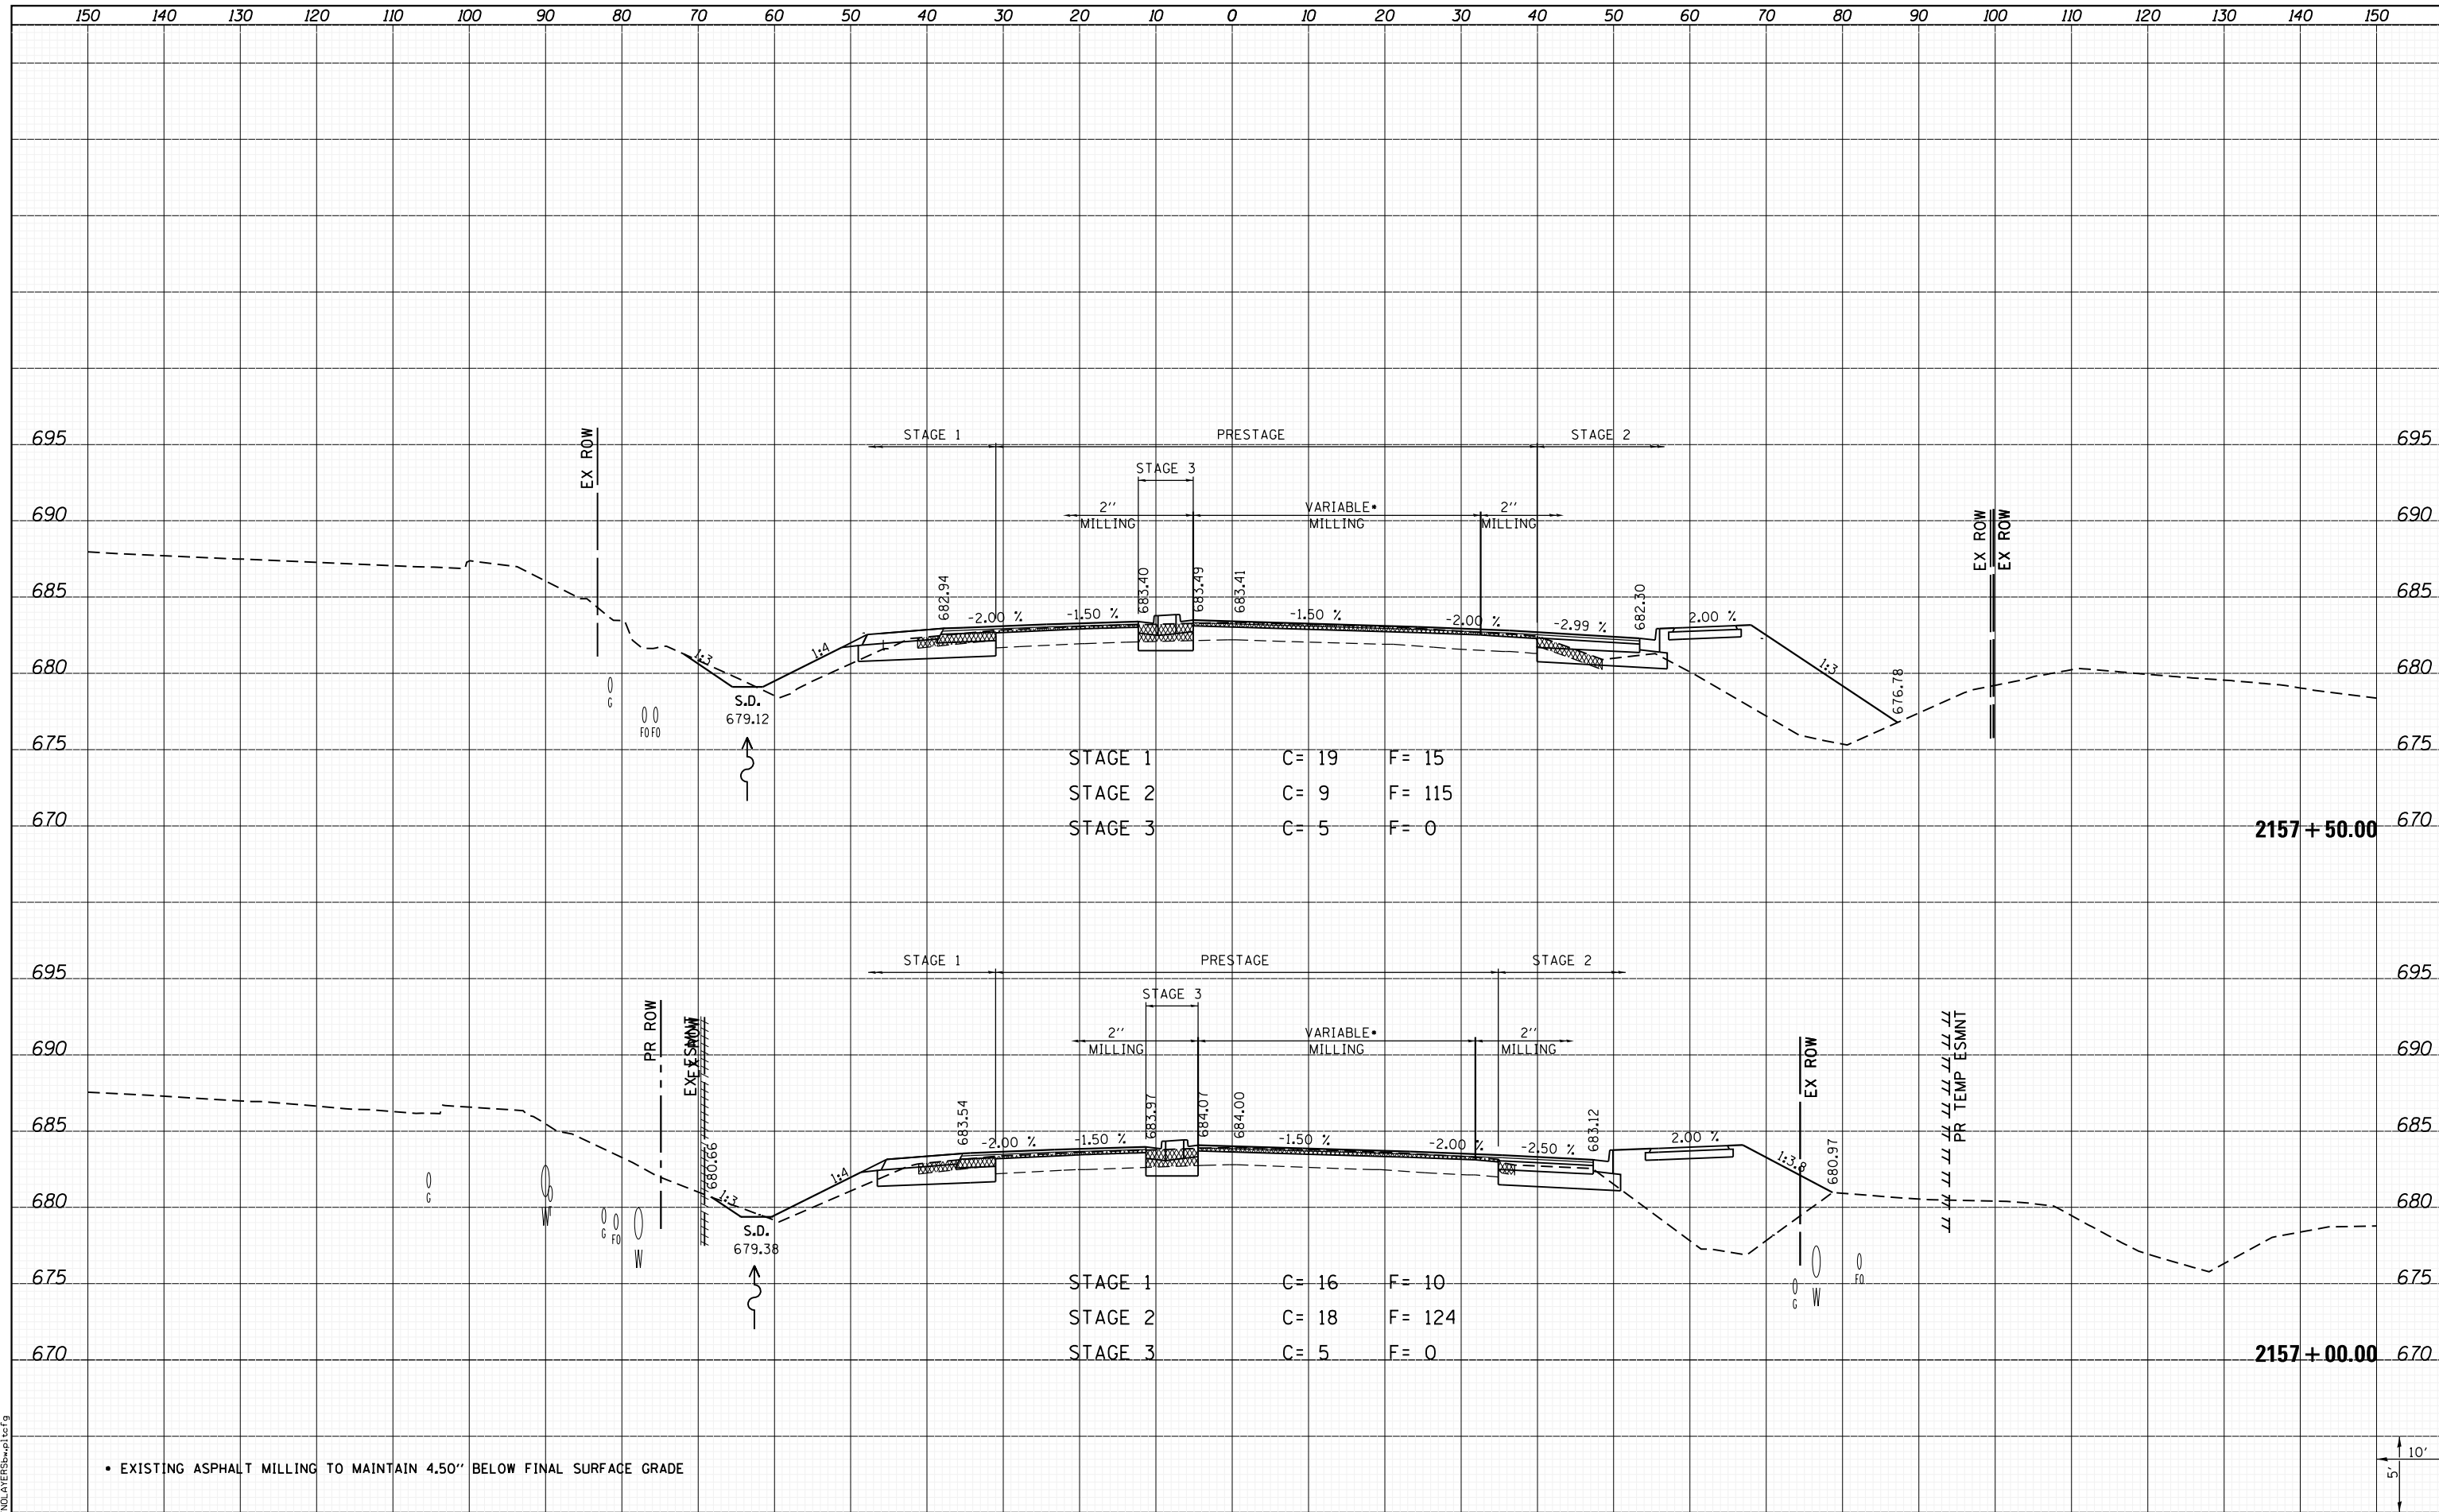 150 140 130 120 110 100 90 80 70 60 50 40 30 20 10 0 10 20 30 40 50 60 70 80 90 100 110 120 130 140 150
695 STAGE 1 PRESTAGE STAGE 2 695
EX ROW
STAGE 3
2'' MILLING
VARIABLE* MILLING
2'' MILLING
690 690
EX ROW EX ROW
685 682.94 683.40 683.49 683.41 682.30 685
-2.00 % -1.50 % -1.50 % -2.00 % -2.99 % 2.00 %
1:3 1:4 1:3
680 680
676.78
G
FO FO
S.D.
679.12
675 675
STAGE 1 C= 19 F= 15
STAGE 2 C= 9 F= 115
STAGE 3 C= 5 F= 0
670 2157+50.00 670
695 STAGE 1 PRESTAGE STAGE 2 695
STAGE 3
PR ROW
EX ESMNT
EX ROW
2'' MILLING
VARIABLE* MILLING
2'' MILLING
690 690
EX ROW
PR TEMP ESMNT
685 680.66 683.54 683.97 684.07 684.00 683.12 680.97 685
-2.00 % -1.50 % -1.50 % -2.00 % -2.50 % 2.00 %
1:3 1:4 1:3.8
680 680
G
W
T
G
FO
W
S.D.
679.38
G
W
FO
675 675
STAGE 1 C= 16 F= 10
STAGE 2 C= 18 F= 124
STAGE 3 C= 5 F= 0
670 2157+00.00 670
* EXISTING ASPHALT MILLING TO MAINTAIN 4.50'' BELOW FINAL SURFACE GRADE
10'
5'
NOLAYERSbw.pltcfg